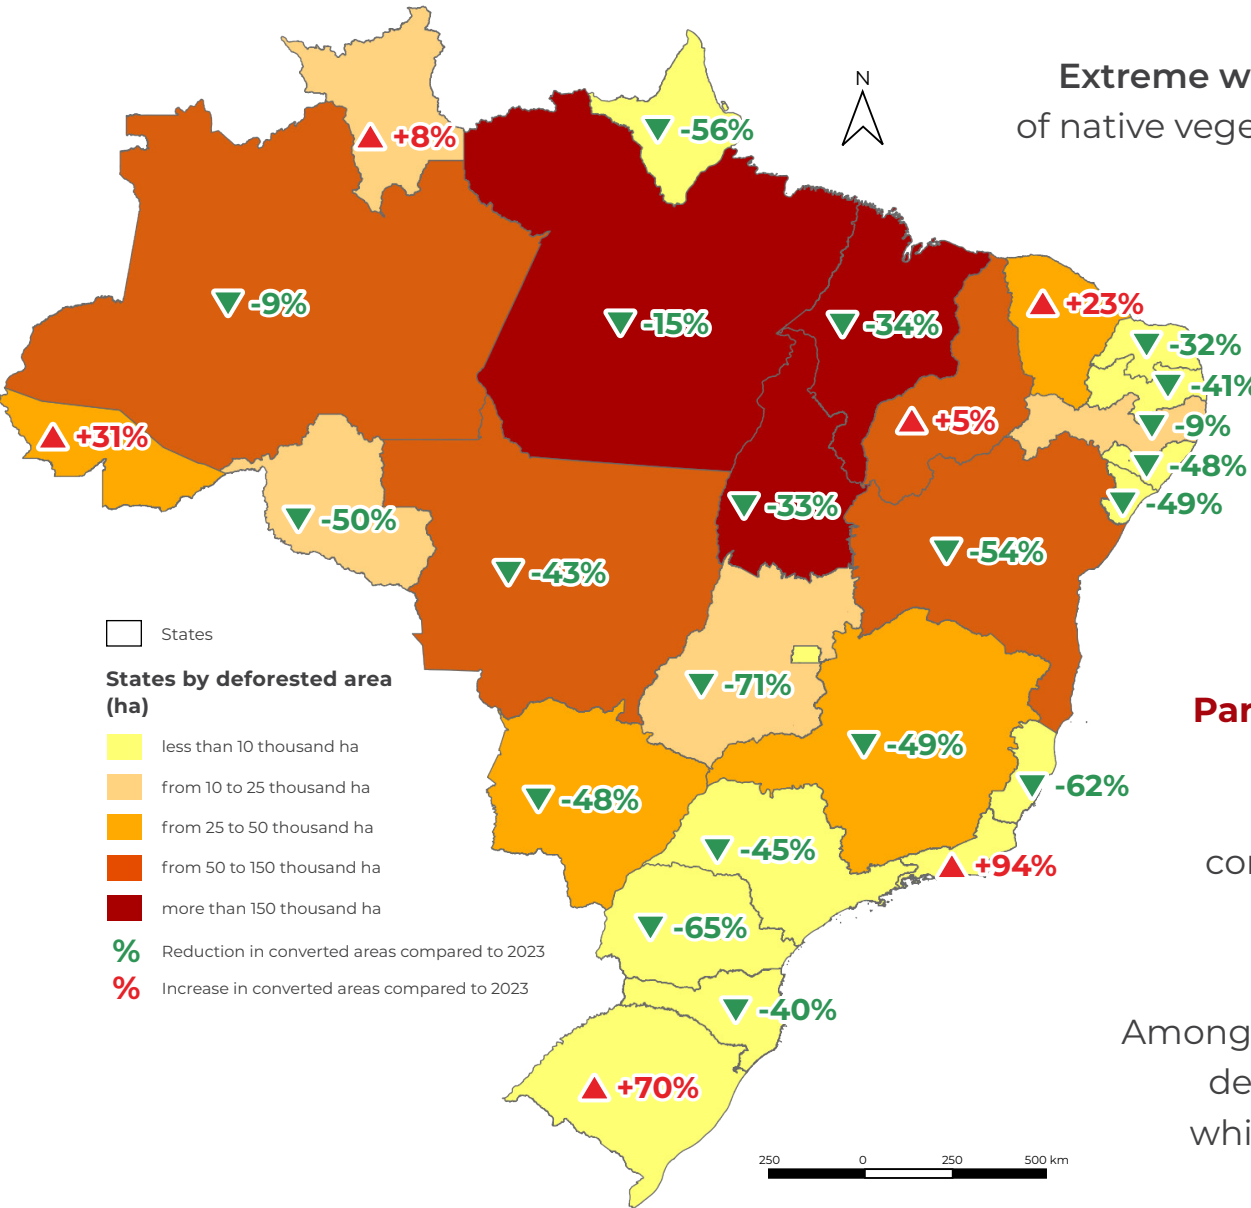 N
Extreme w
of native vege
+8%
-56%
-9%
-15%
-34%
+23%
-32%
-41%
+31%
+5%
-9%
-48%
-50%
-33%
-49%
-43%
-54%
States
States by deforested area
(ha)
less than 10 thousand ha
from 10 to 25 thousand ha
from 25 to 50 thousand ha
from 50 to 150 thousand ha
more than 150 thousand ha
% Reduction in converted areas compared to 2023
% Increase in converted areas compared to 2023
-71%
Par
-49%
-62%
-48%
-45%
+94%
cor
-65%
-40%
Among
de
+70%
whi
250 0 250 500 km